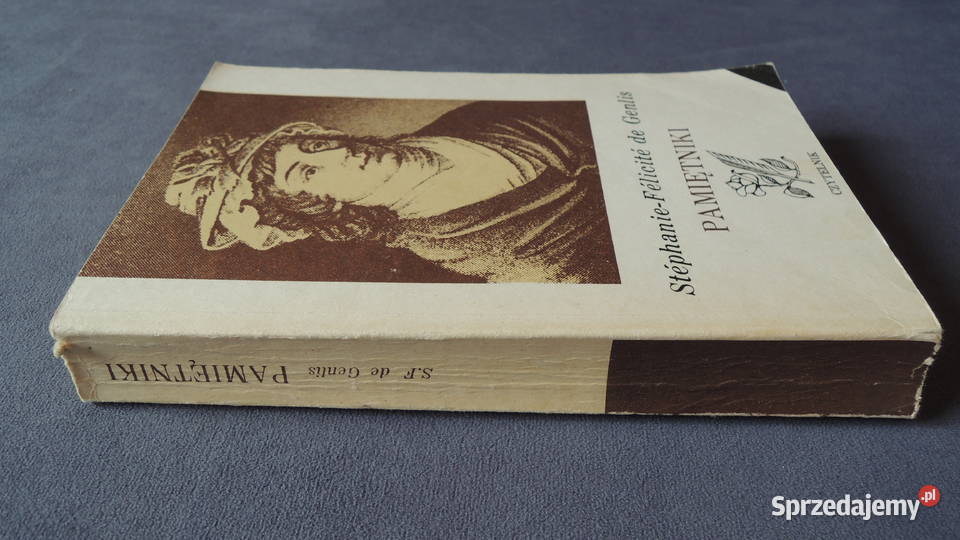 Stéphanie-Félicité de Genlis
PAMIĘTNIKI
CZYTELNIK
S.F. de Genlis PAMIĘTNIKI
Sprzedajemy.pl